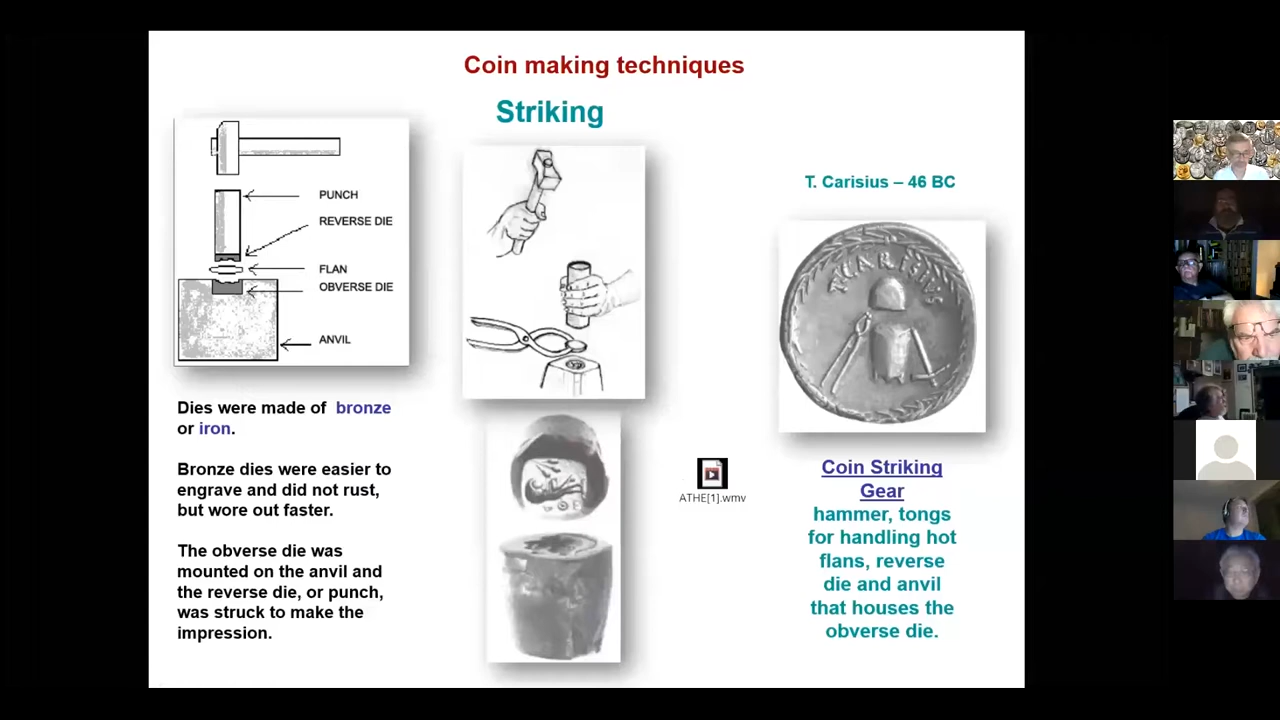 Coin making techniques
Striking
PUNCH
REVERSE DIE
FLAN
OBVERSE DIE
ANVIL
Dies were made of bronze
or iron.
Bronze dies were easier to
engrave and did not rust,
but wore out faster.
The obverse die was
mounted on the anvil and
the reverse die, or punch,
was struck to make the
impression.
ATHE[1].wmv
T. Carisius – 46 BC
Coin Striking
Gear
hammer, tongs
for handling hot
flans, reverse
die and anvil
that houses the
obverse die.